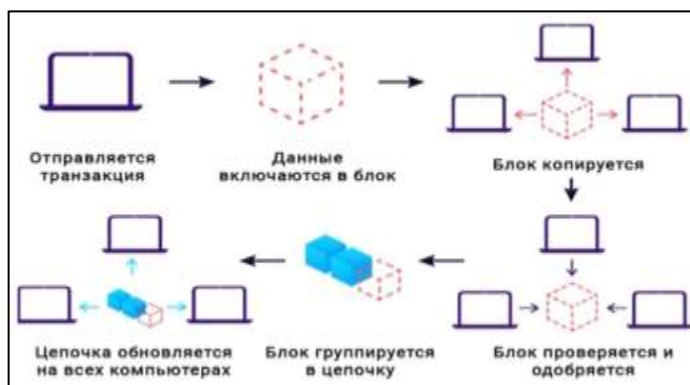 Отправляется
транзакция
Данные
включаются в блок
Блок копируется
Блок проверяется и
одобряется
Блок группируется
в цепочку
Цепочка обновляется
на всех компьютерах